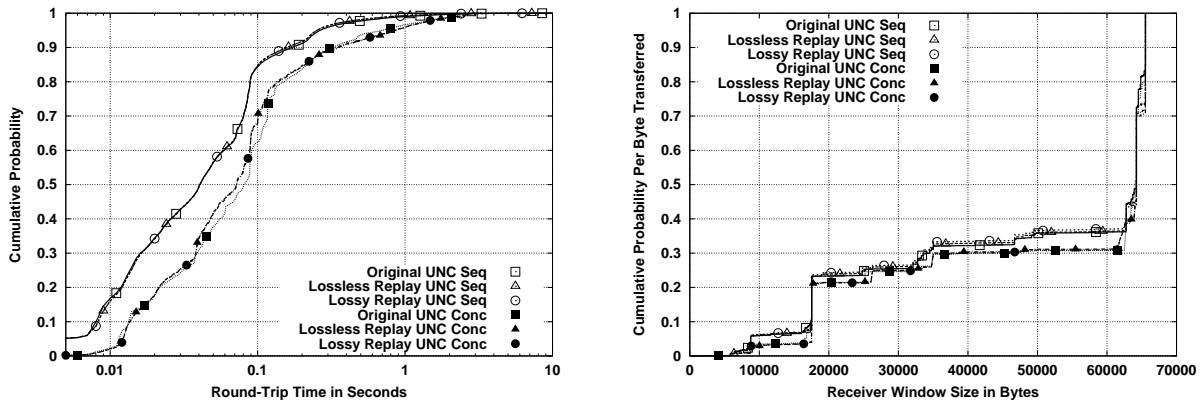 1
0.9
0.8
0.7
0.6
0.5
0.4
0.3
0.2
0.1
0
Cumulative Probability
0.01
0.1
1
10
Round-Trip Time in Seconds
Original UNC Seq
Lossless Replay UNC Seq
Lossy Replay UNC Seq
Original UNC Conc
Lossless Replay UNC Conc
Lossy Replay UNC Conc
1
0.9
0.8
0.7
0.6
0.5
0.4
0.3
0.2
0.1
0
Cumulative Probability Per Byte Transferred
Original UNC Seq
Lossless Replay UNC Seq
Lossy Replay UNC Seq
Original UNC Conc
Lossless Replay UNC Conc
Lossy Replay UNC Conc
0
10000
20000
30000
40000
50000
60000
70000
Receiver Window Size in Bytes